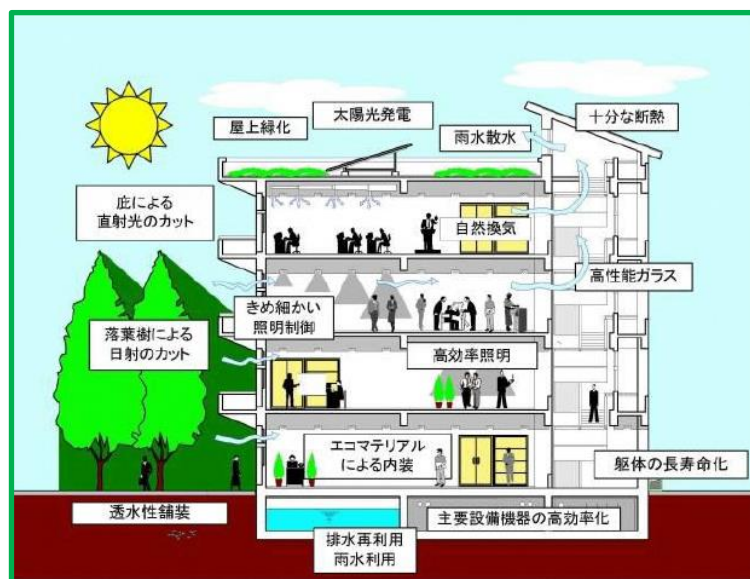 太陽光発電
屋上緑化
雨水散水
十分な断熱
庇による
直射光のカット
自然換気
高性能ガラス
きめ細かい
照明制御
落葉樹による
日射のカット
高効率照明
エコマテリアル
による内装
躯体の長寿命化
透水性舗装
主要設備機器の高効率化
排水再利用
雨水利用